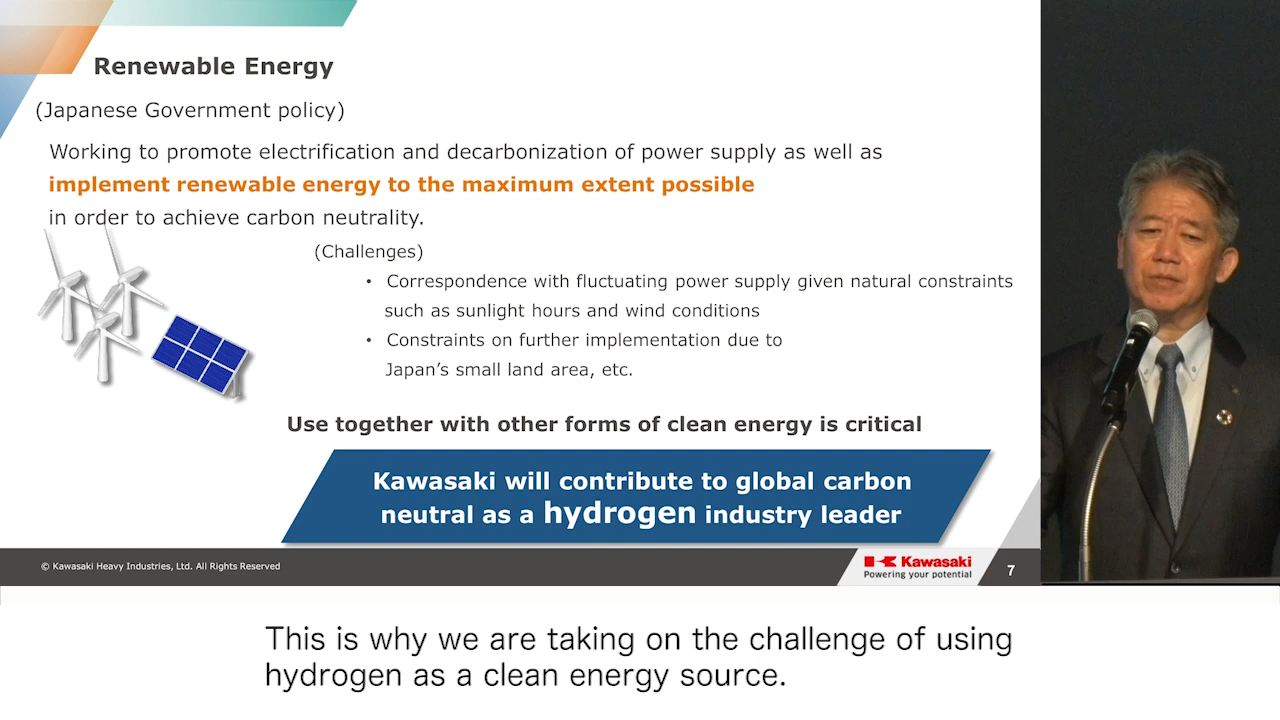 Renewable Energy
(Japanese Government policy)
Working to promote electrification and decarbonization of power supply as well as
implement renewable energy to the maximum extent possible
in order to achieve carbon neutrality.
(Challenges)
• Correspondence with fluctuating power supply given natural constraints
such as sunlight hours and wind conditions
• Constraints on further implementation due to
Japan’s small land area, etc.
Use together with other forms of clean energy is critical
Kawasaki will contribute to global carbon
neutral as a hydrogen industry leader
© Kawasaki Heavy Industries, Ltd. All Rights Reserved
Kawasaki
Powering your potential
7
This is why we are taking on the challenge of using
hydrogen as a clean energy source.